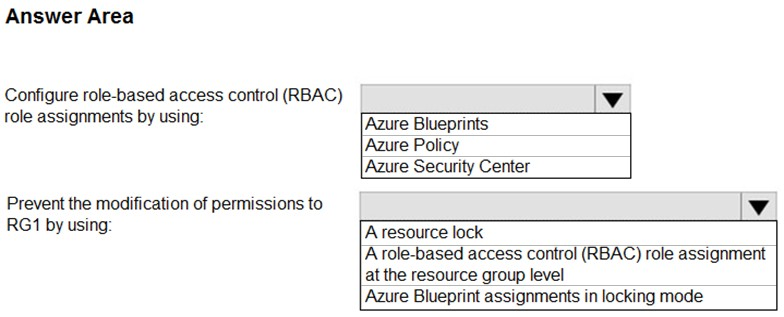 Answer Area
Configure role-based access control (RBAC)
role assignments by using:
Azure Blueprints
Azure Policy
Azure Security Center
Prevent the modification of permissions to
RG1 by using:
A resource lock
A role-based access control (RBAC) role assignment
at the resource group level
Azure Blueprint assignments in locking mode